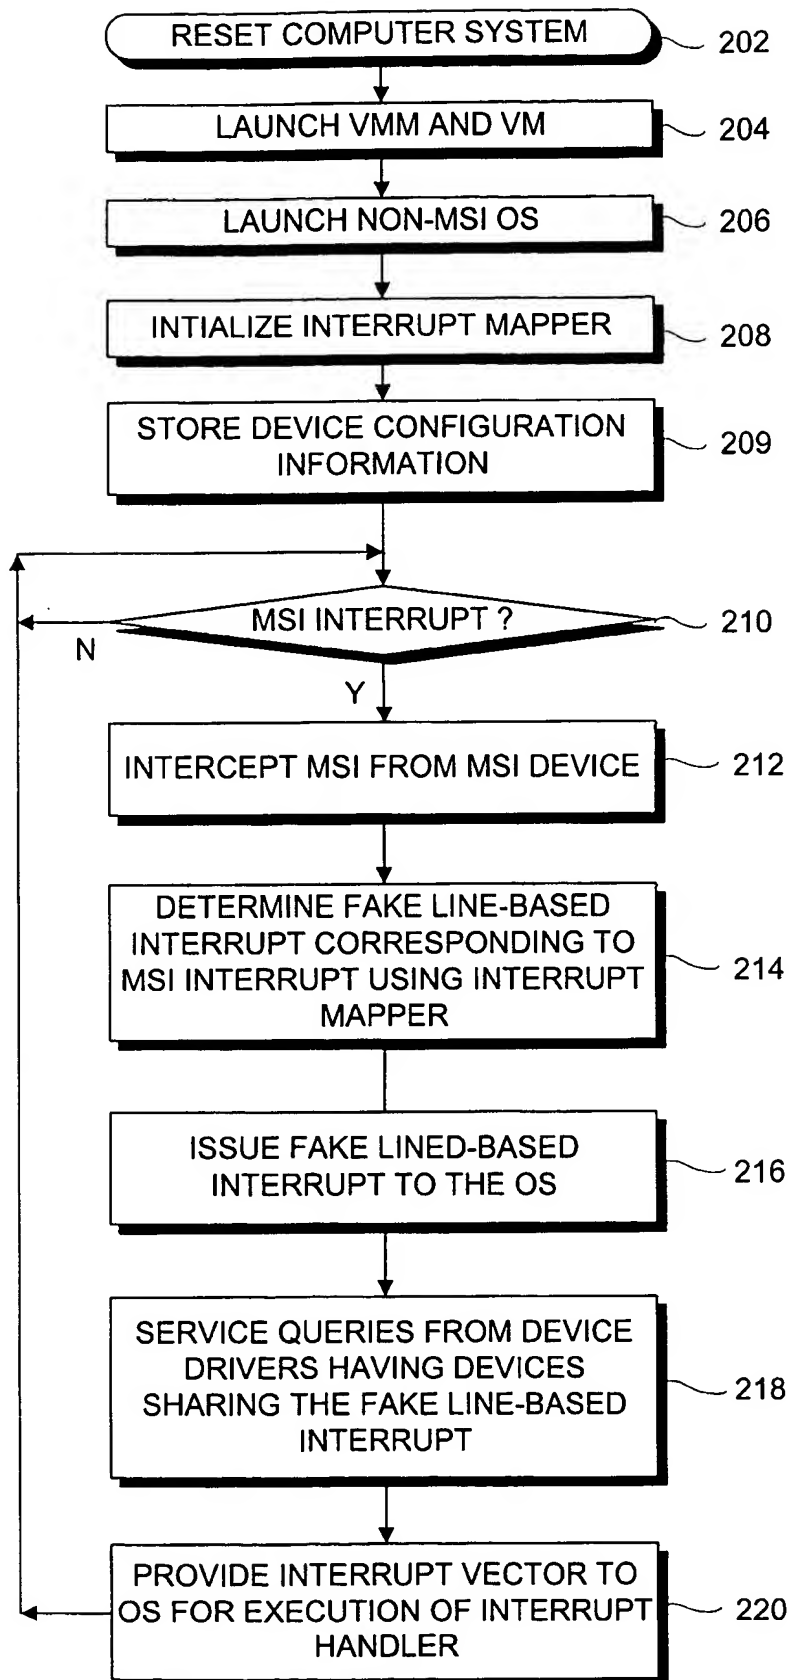 RESET COMPUTER SYSTEM
202
LAUNCH VMM AND VM
204
LAUNCH NON-MSI OS
206
INTIALIZE INTERRUPT MAPPER
208
STORE DEVICE CONFIGURATION
INFORMATION
209
MSI INTERRUPT ?
210
N
Y
INTERCEPT MSI FROM MSI DEVICE
212
DETERMINE FAKE LINE-BASED
INTERRUPT CORRESPONDING TO
MSI INTERRUPT USING INTERRUPT
MAPPER
214
ISSUE FAKE LINED-BASED
INTERRUPT TO THE OS
216
SERVICE QUERIES FROM DEVICE
DRIVERS HAVING DEVICES
SHARING THE FAKE LINE-BASED
INTERRUPT
218
PROVIDE INTERRUPT VECTOR TO
OS FOR EXECUTION OF INTERRUPT
HANDLER
220